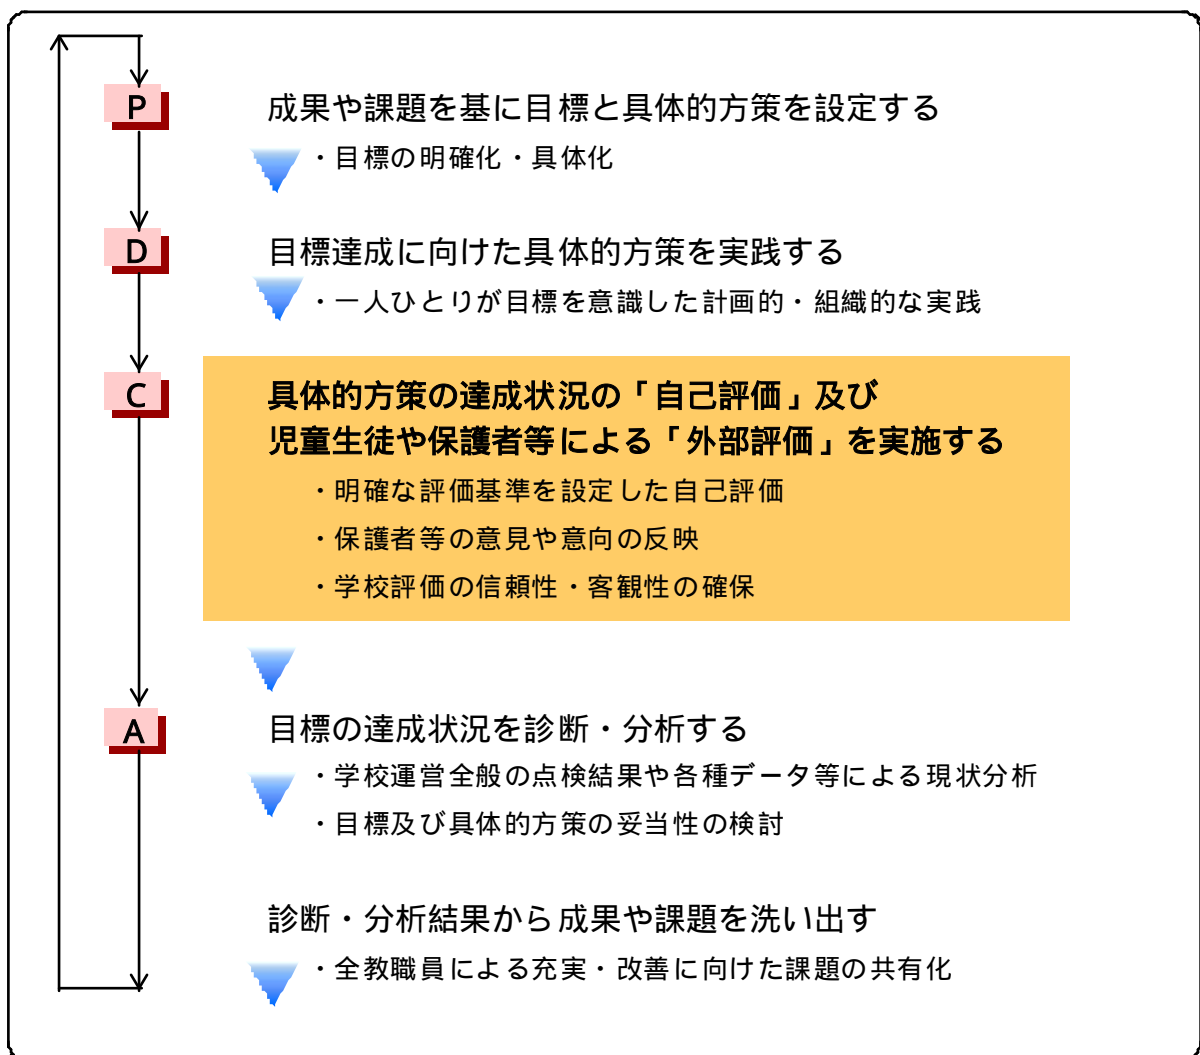 P 成果や課題を基に目標と具体的方策を設定する
・目標の明確化・具体化
D 目標達成に向けた具体的方策を実践する
・一人ひとりが目標を意識した計画的・組織的な実践
C 具体的方策の達成状況の「自己評価」及び
児童生徒や保護者等による「外部評価」を実施する
・明確な評価基準を設定した自己評価
・保護者等の意見や意向の反映
・学校評価の信頼性・客観性の確保
A 目標の達成状況を診断・分析する
・学校運営全般の点検結果や各種データ等による現状分析
・目標及び具体的方策の妥当性の検討
診断・分析結果から成果や課題を洗い出す
・全教職員による充実・改善に向けた課題の共有化